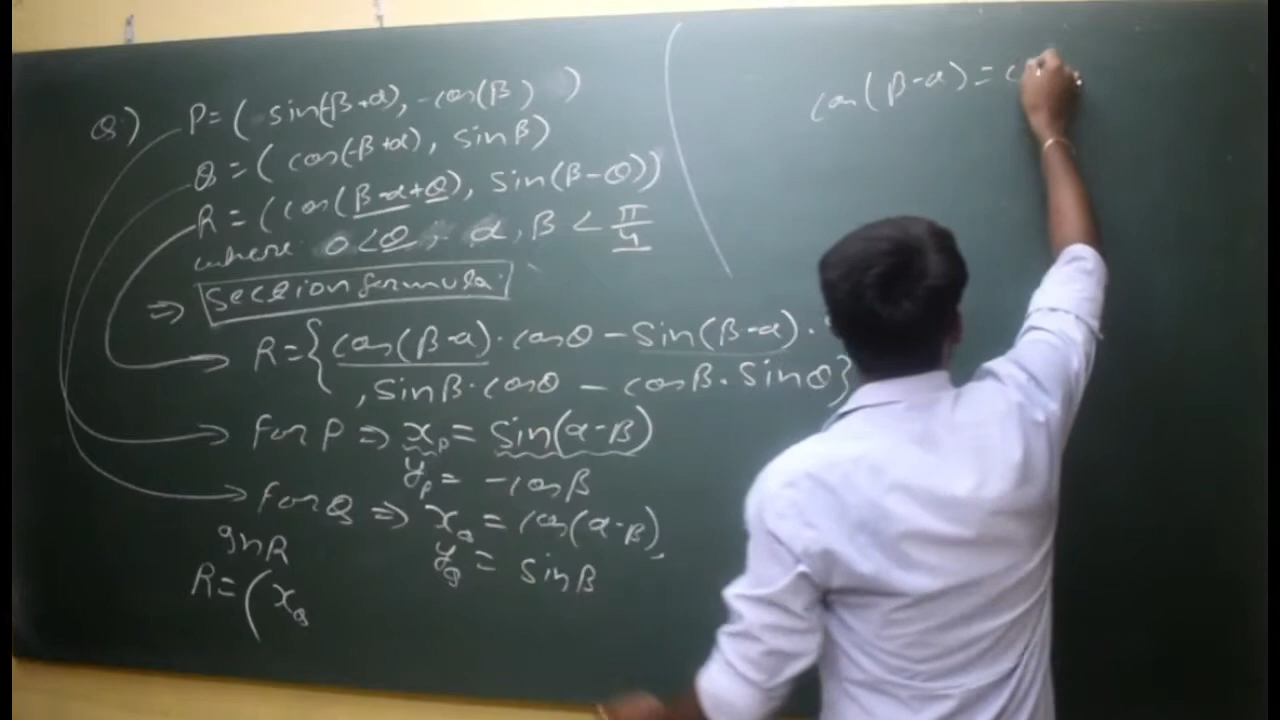 Q) P = ( sin(-β+α), -cos(β) )
Q = ( cos(-β+α), sinβ)
R = (cos(β-α+θ), sin(β-θ))
where 0<θ, α, β < π/4
⇒ Section formula
R = {cos(β-α)·cosθ - sin(β-α).
, sinβ·cosθ - cosβ·sinθ}
For P ⇒ x_P = sin(α-β)
y_P = -cosβ
For Q ⇒ x_Q = cos(α-β),
y_Q = sinβ
In R
R = (x_Q
cos(β-α) = c